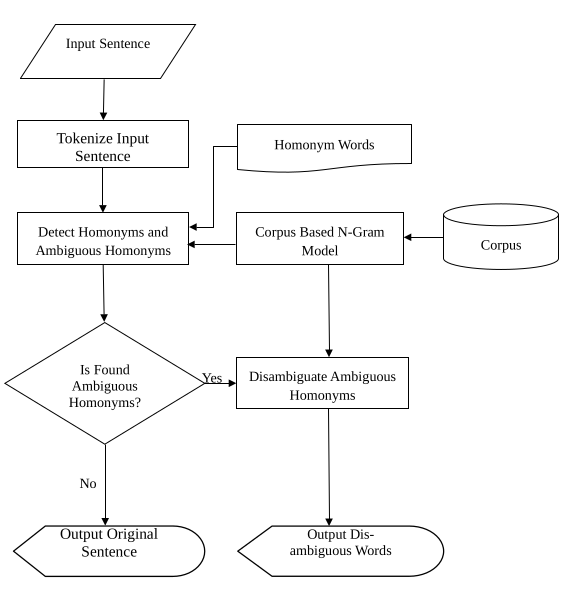 Input Sentence
Tokenize Input
Sentence
Homonym Words
Detect Homonyms and
Ambiguous Homonyms
Corpus Based N-Gram
Model
Corpus
Is Found
Ambiguous
Homonyms?
Yes
Disambiguate Ambiguous
Homonyms
No
Output Original
Sentence
Output Dis-
ambiguous Words